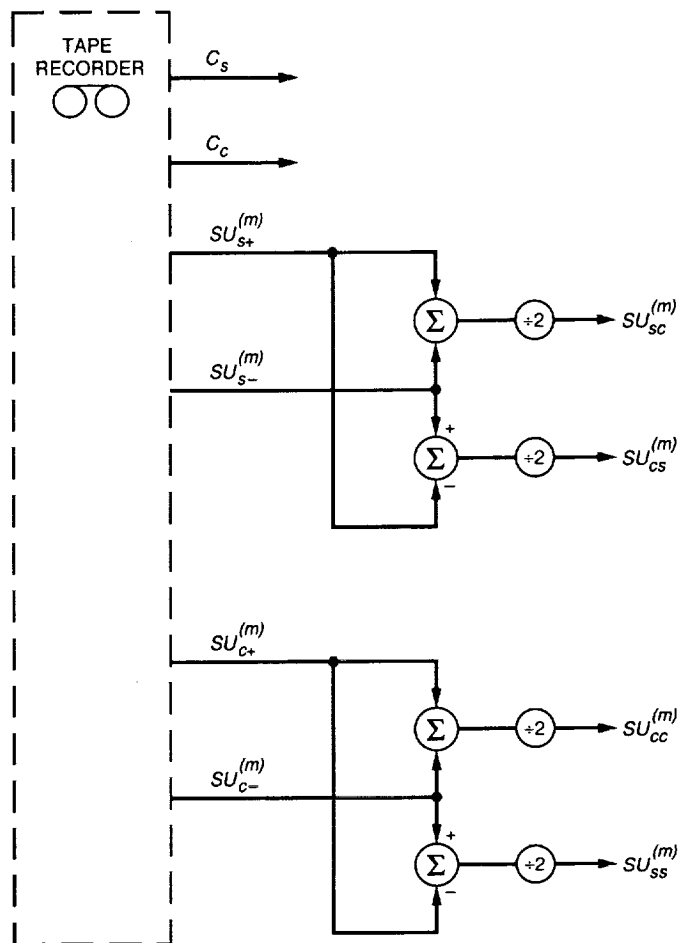 TAPE
RECORDER
C_s
C_c
SU_{s+}^{(m)}
Σ
÷2
SU_{sc}^{(m)}
SU_{s−}^{(m)}
+
Σ
÷2
SU_{cs}^{(m)}
−
SU_{c+}^{(m)}
Σ
÷2
SU_{cc}^{(m)}
SU_{c−}^{(m)}
+
Σ
÷2
SU_{ss}^{(m)}
−